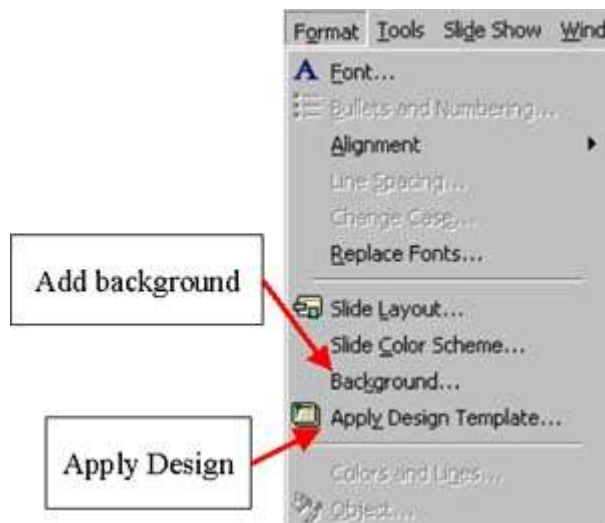 Format Tools Slide Show Wind
Font...
Bullets and Numbering...
Alignment
Line Spacing...
Change Case...
Replace Fonts...
Add background
Slide Layout...
Slide Color Scheme...
Background...
Apply Design Template...
Apply Design
Colors and Lines...
Object...